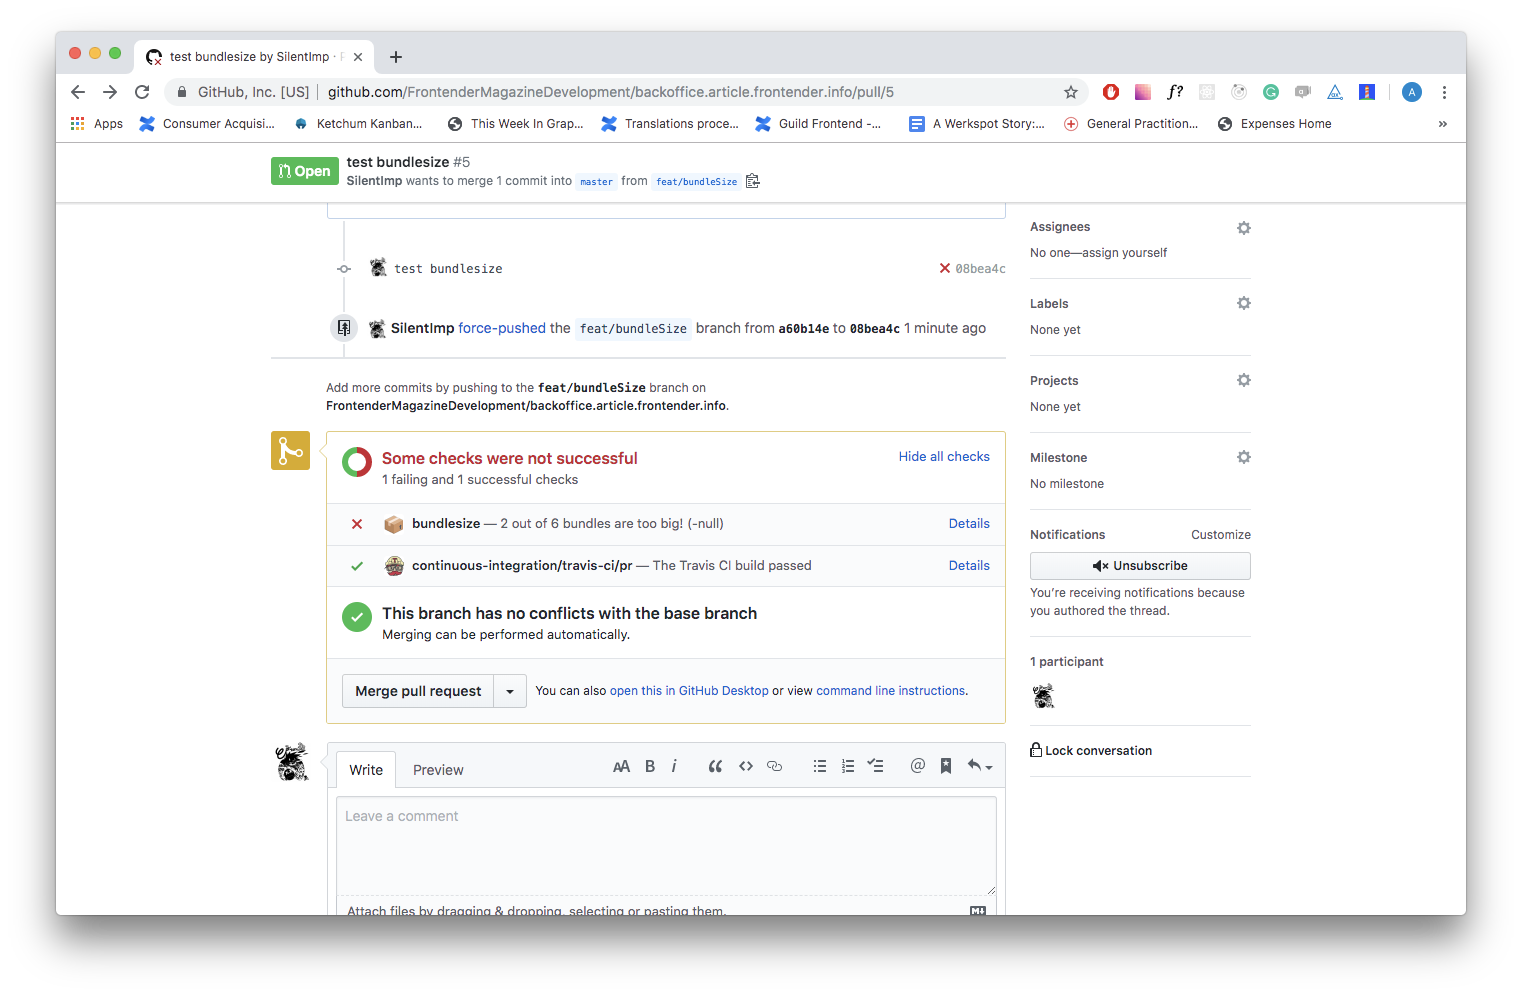 test bundlesize by SilentImp ·
GitHub, Inc. [US] github.com/FrontenderMagazineDevelopment/backoffice.article.frontender.info/pull/5
f?
A
Apps Consumer Acquisi... Ketchum Kanban... This Week In Grap... Translations proce... Guild Frontend -... A Werkspot Story:... General Practition... Expenses Home »
Open test bundlesize #5
SilentImp wants to merge 1 commit into master from feat/bundleSize
test bundlesize 08bea4c
SilentImp force-pushed the feat/bundleSize branch from a60b14e to 08bea4c 1 minute ago
Add more commits by pushing to the feat/bundleSize branch on
FrontenderMagazineDevelopment/backoffice.article.frontender.info.
Some checks were not successful
Hide all checks
1 failing and 1 successful checks
bundlesize — 2 out of 6 bundles are too big! (-null) Details
continuous-integration/travis-ci/pr — The Travis CI build passed Details
This branch has no conflicts with the base branch
Merging can be performed automatically.
Merge pull request You can also open this in GitHub Desktop or view command line instructions.
Write Preview AA B i “ <> @
Leave a comment
Attach files by dragging & dropping, selecting or pasting them.
Assignees
No one—assign yourself
Labels
None yet
Projects
None yet
Milestone
No milestone
Notifications Customize
Unsubscribe
You’re receiving notifications because
you authored the thread.
1 participant
Lock conversation